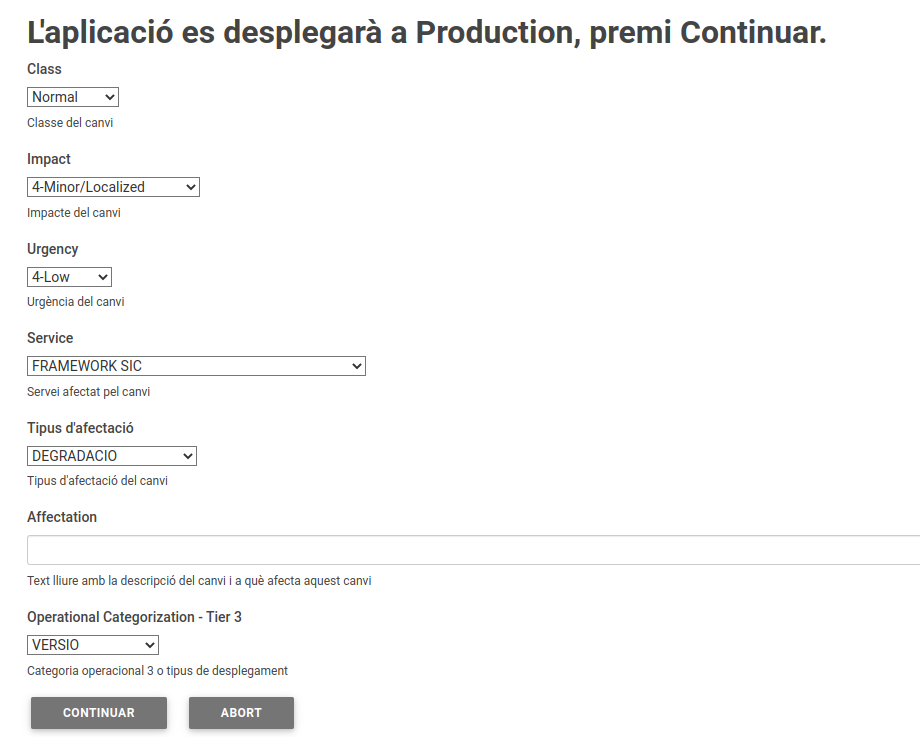 L'aplicació es desplegarà a Production, premi Continuar.
Class
Normal
Classe del canvi
Impact
4-Minor/Localized
Impacte del canvi
Urgency
4-Low
Urgència del canvi
Service
FRAMEWORK SIC
Servei afectat pel canvi
Tipus d'afectació
DEGRADACIO
Tipus d'afectació del canvi
Affectation
Text lliure amb la descripció del canvi i a què afecta aquest canvi
Operational Categorization - Tier 3
VERSIO
Categoria operacional 3 o tipus de desplegament
CONTINUAR ABORT